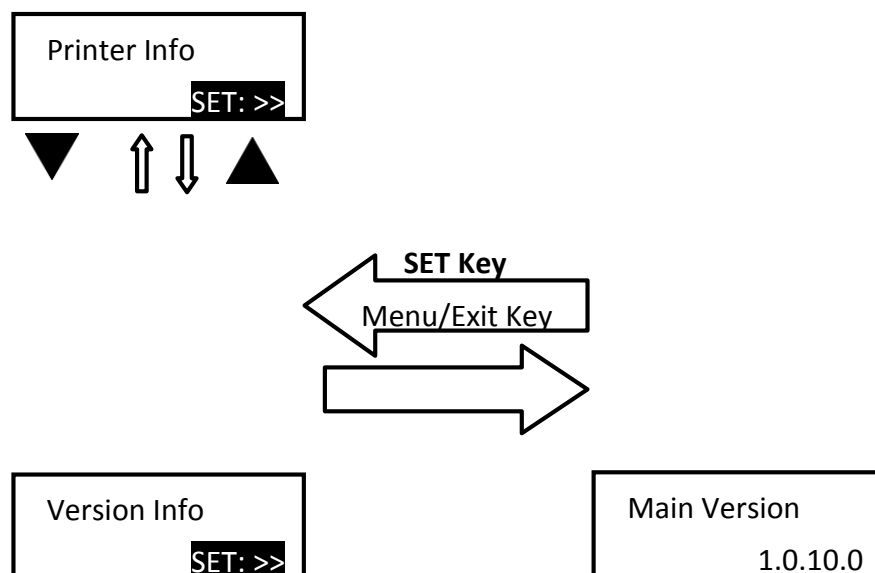 Printer Info
SET: >>
SET Key
Menu/Exit Key
Version Info
SET: >>
Main Version
1.0.10.0